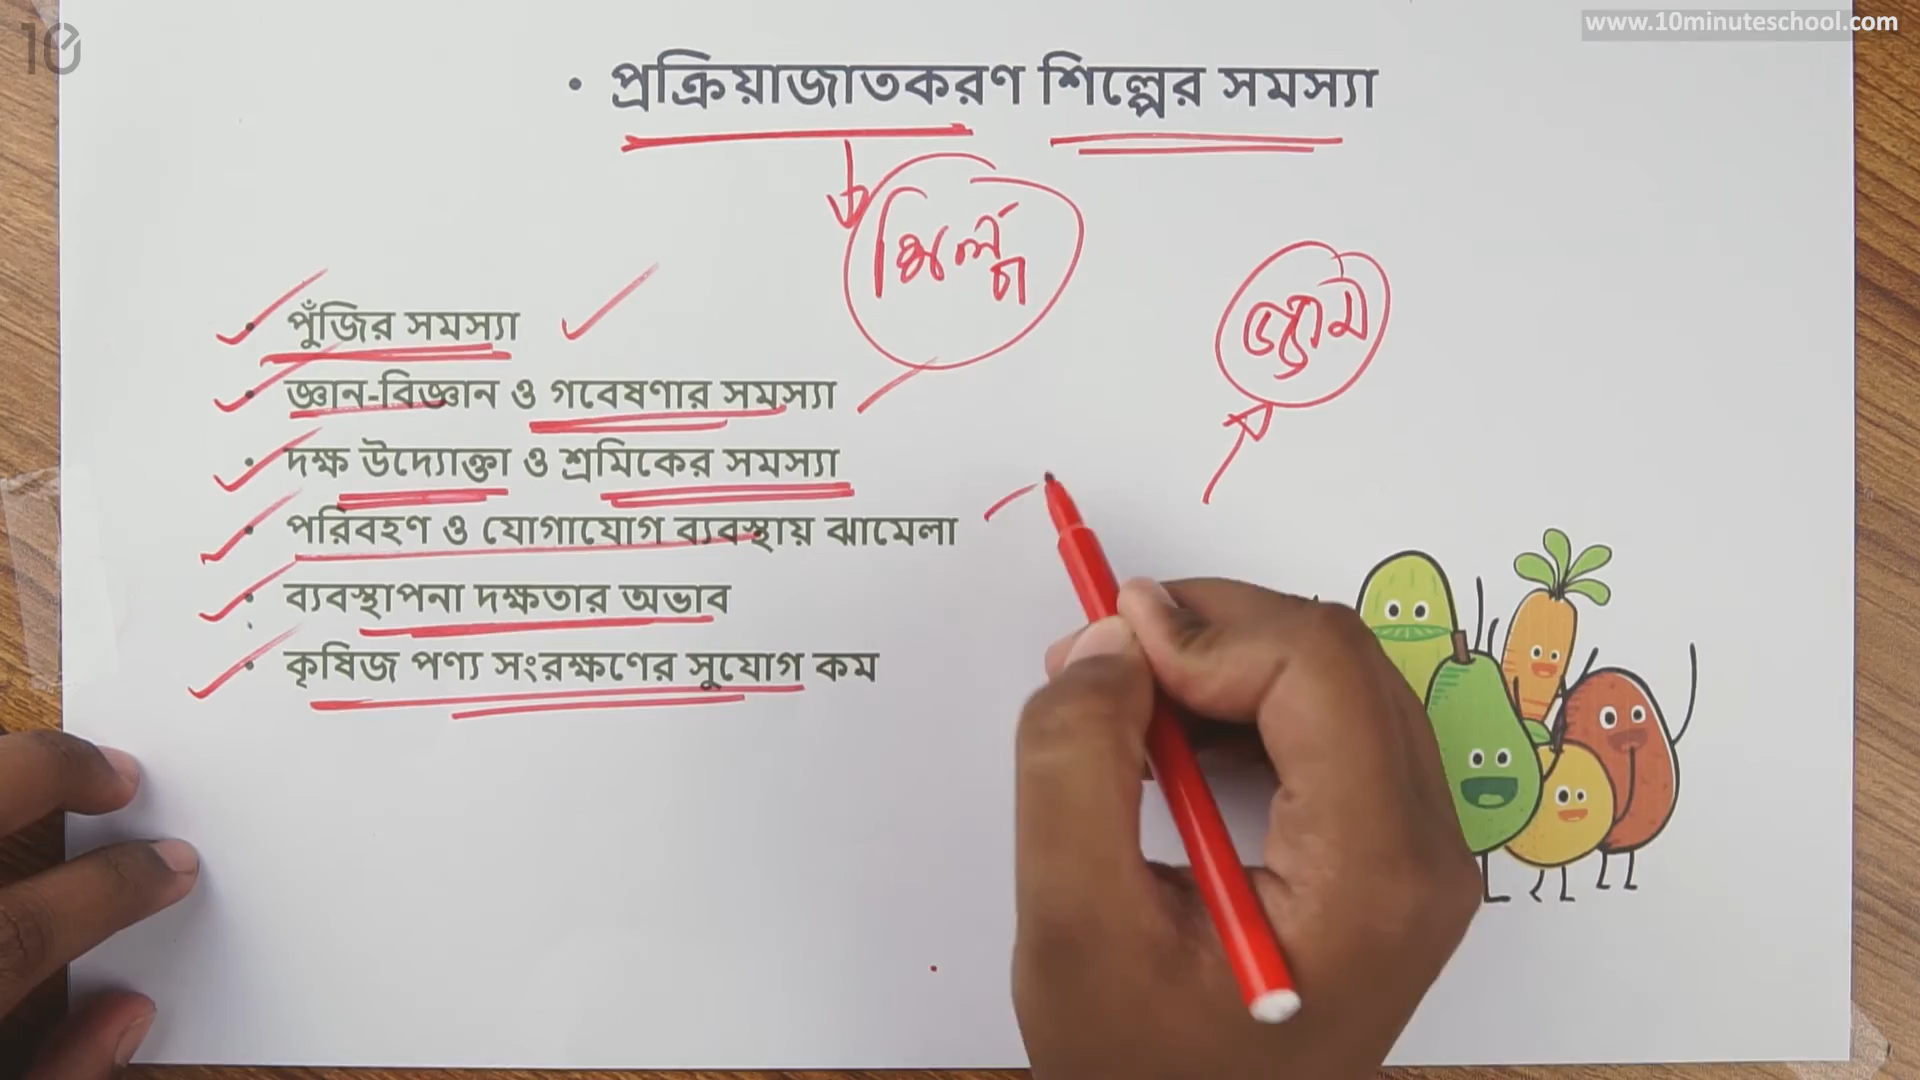 10
www.10minuteschool.com
• প্রক্রিয়াজাতকরণ শিল্পের সমস্যা
• পুঁজির সমস্যা
• জ্ঞান-বিজ্ঞান ও গবেষণার সমস্যা
• দক্ষ উদ্যোক্তা ও শ্রমিকের সমস্যা
• পরিবহণ ও যোগাযোগ ব্যবস্থায় ঝামেলা
• ব্যবস্থাপনা দক্ষতার অভাব
• কৃষিজ পণ্য সংরক্ষণের সুযোগ কম